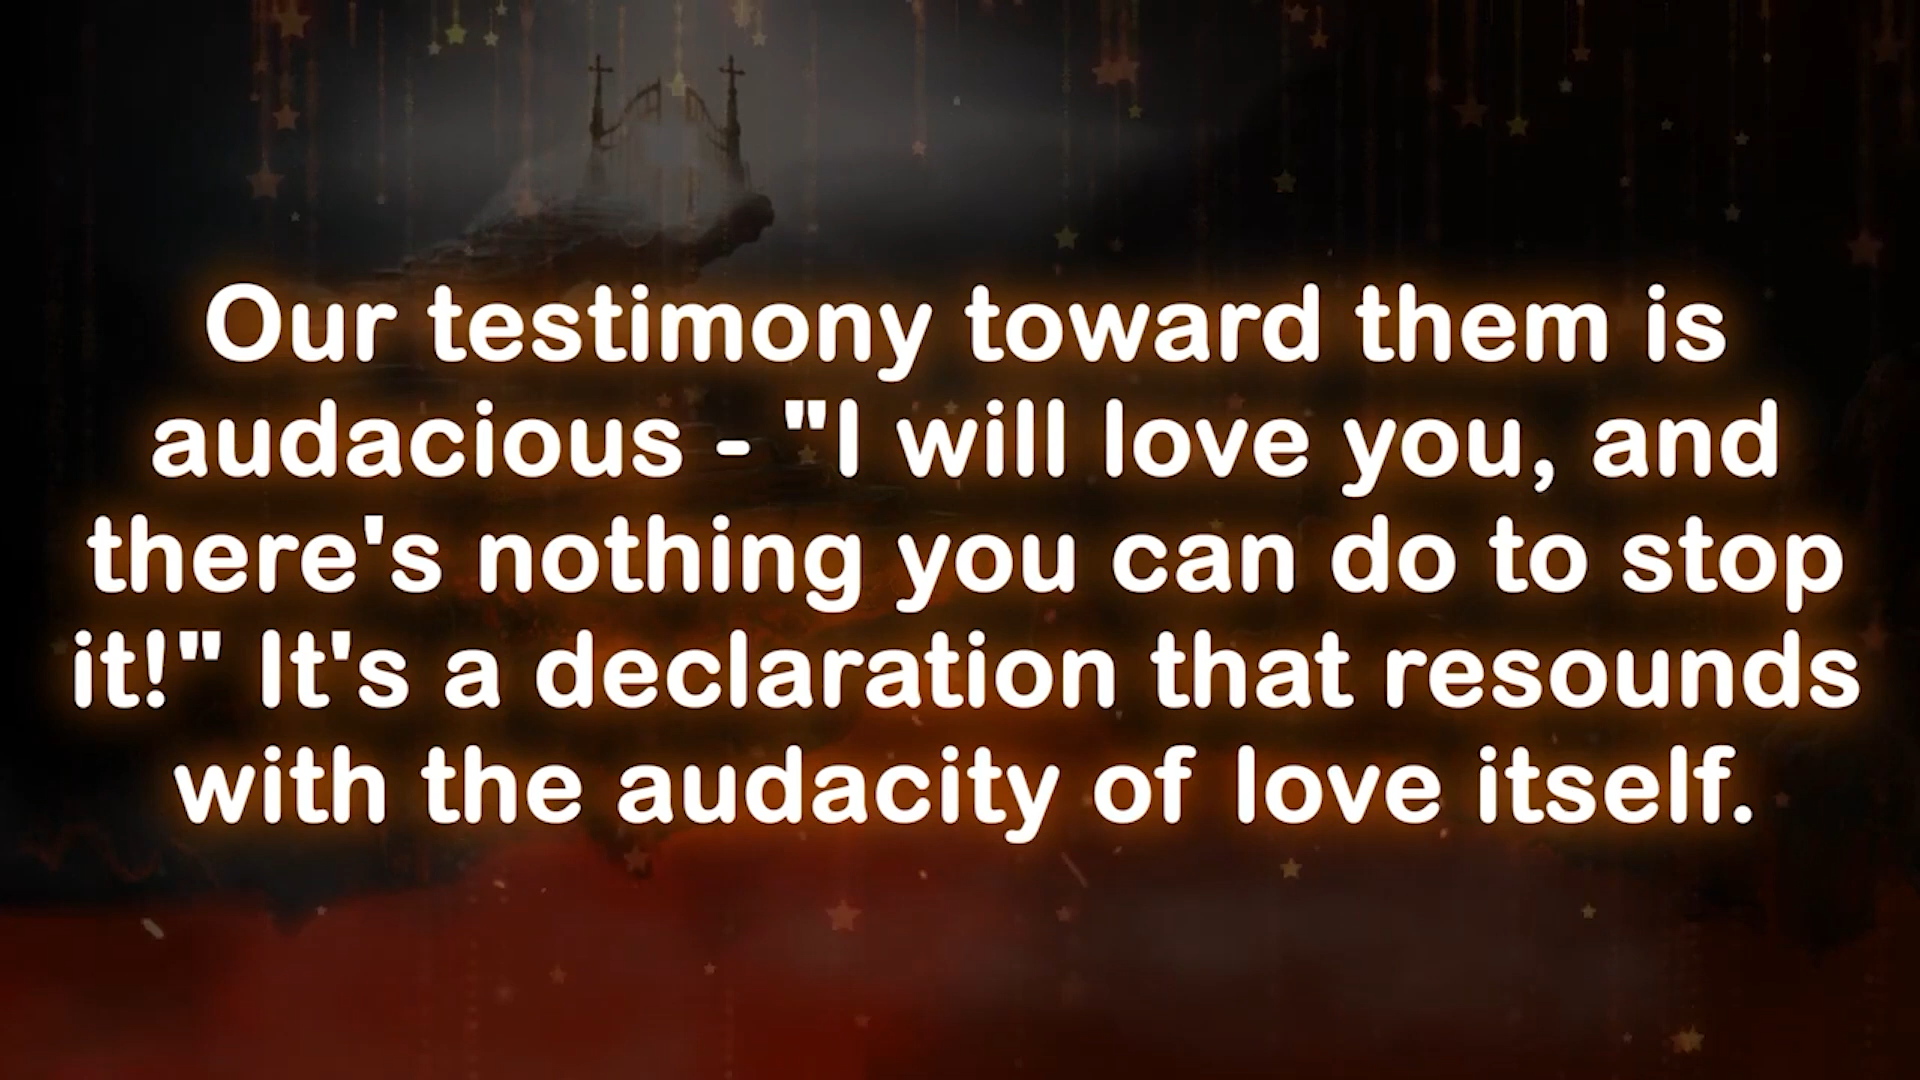 Our testimony toward them is
audacious - "I will love you, and
there's nothing you can do to stop
it!" It's a declaration that resounds
with the audacity of love itself.